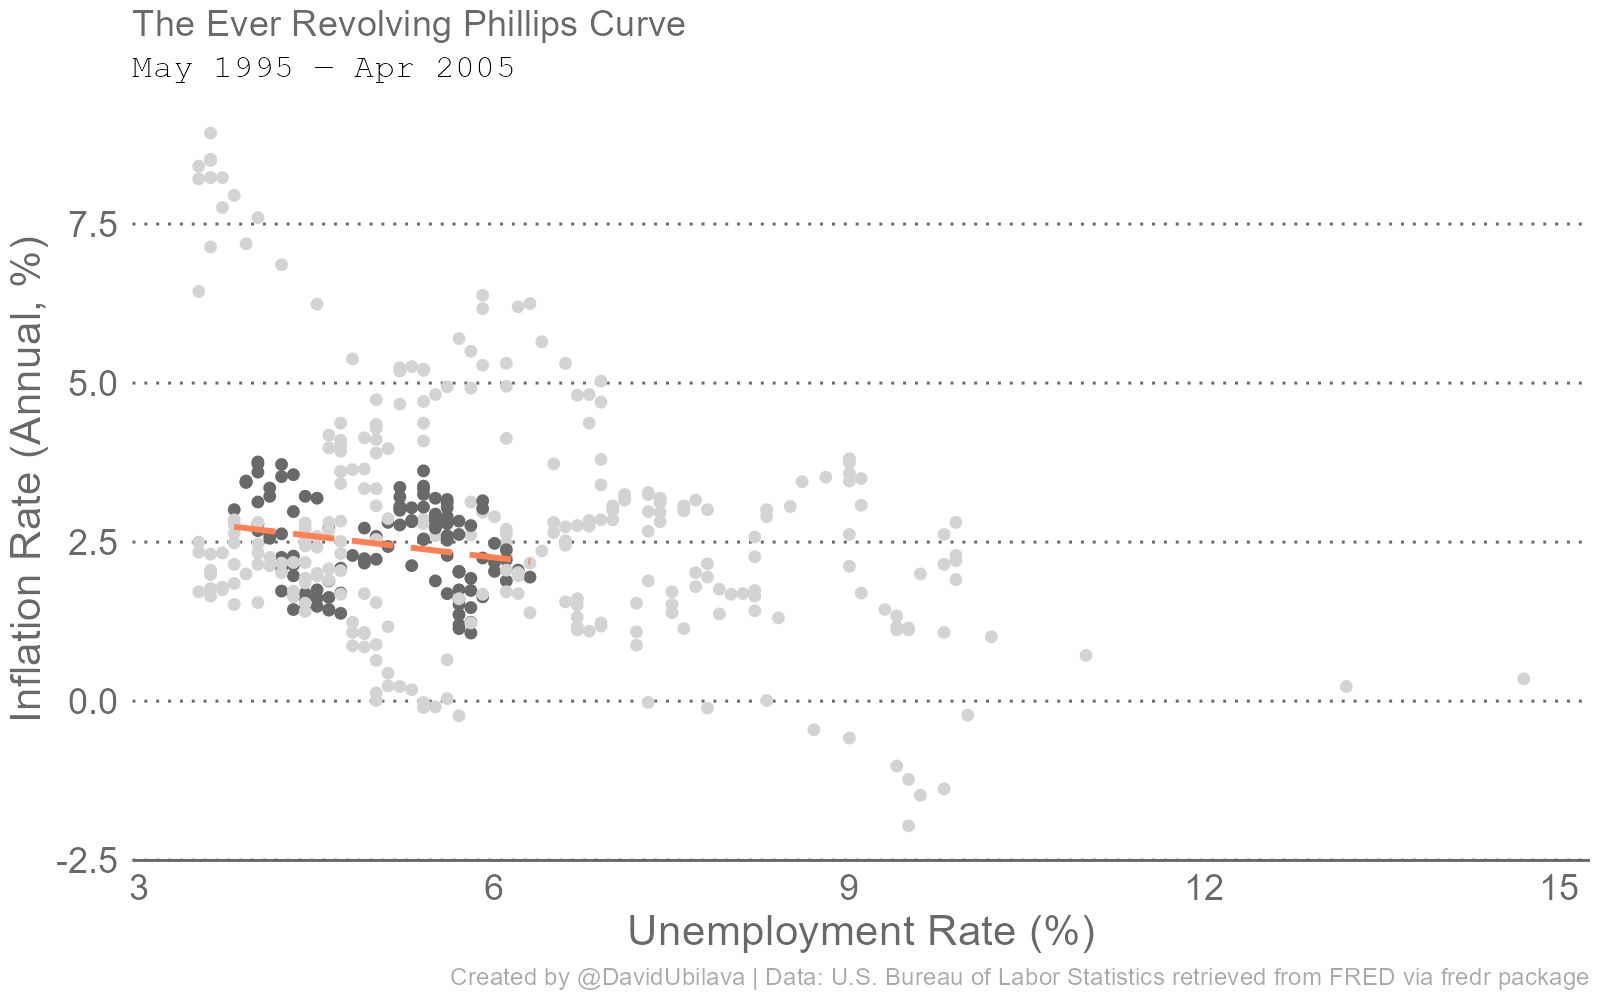 The Ever Revolving Phillips Curve
May 1995 — Apr 2005
Inflation Rate (Annual, %)
7.5
5.0
2.5
0.0
-2.5
3 6 9 12 15
Unemployment Rate (%)
Created by @DavidUbilava | Data: U.S. Bureau of Labor Statistics retrieved from FRED via fredr package